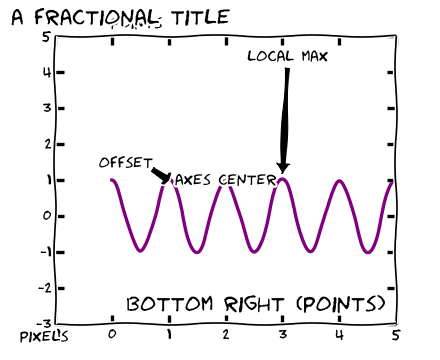 A FRACTIONAL TITLE
5
LOCAL MAX
4
3
2
OFFSET
1
AXES CENTER
0
-1
-2
BOTTOM RIGHT (POINTS)
-3
PIXELS
0 1 2 3 4 5